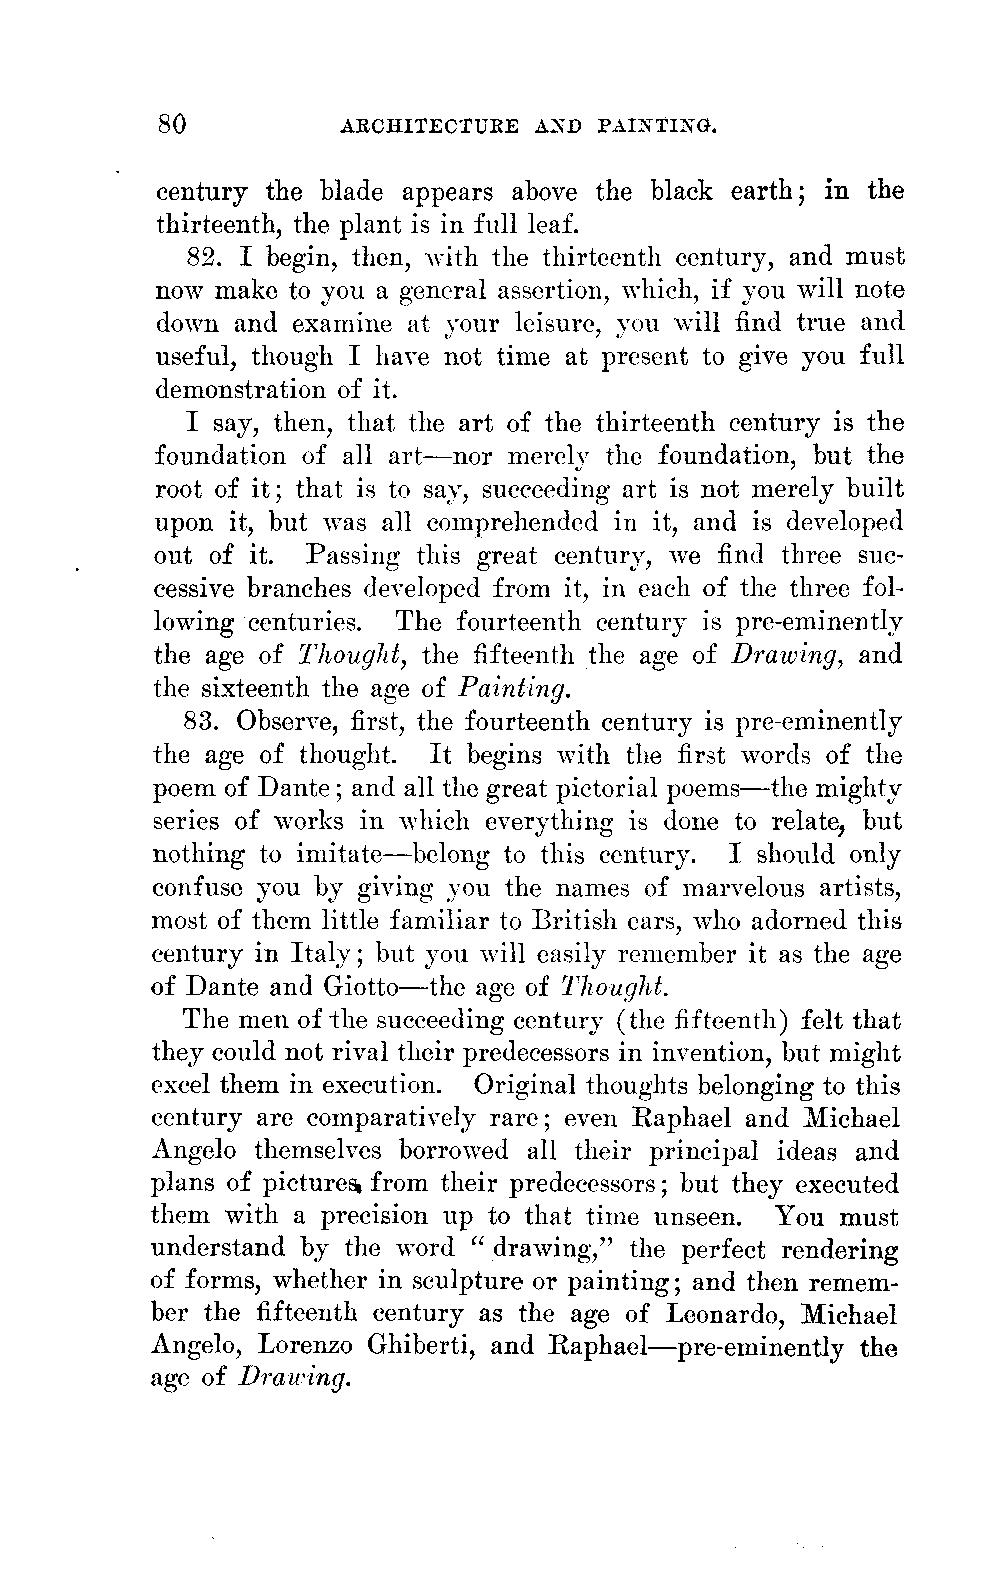 80 ARCHITECTURE AND PAINTING.
century the blade appears above the black earth; in the
thirteenth, the plant is in full leaf.
82. I begin, then, with the thirteenth century, and must
now make to you a general assertion, which, if you will note
down and examine at your leisure, you will find true and
useful, though I have not time at present to give you full
demonstration of it.
I say, then, that the art of the thirteenth century is the
foundation of all art—nor merely the foundation, but the
root of it; that is to say, succeeding art is not merely built
upon it, but was all comprehended in it, and is developed
out of it. Passing this great century, we find three suc-
cessive branches developed from it, in each of the three fol-
lowing centuries. The fourteenth century is pre-eminently
the age of Thought, the fifteenth the age of Drawing, and
the sixteenth the age of Painting.
83. Observe, first, the fourteenth century is pre-eminently
the age of thought. It begins with the first words of the
poem of Dante; and all the great pictorial poems—the mighty
series of works in which everything is done to relate, but
nothing to imitate—belong to this century. I should only
confuse you by giving you the names of marvelous artists,
most of them little familiar to British ears, who adorned this
century in Italy; but you will easily remember it as the age
of Dante and Giotto—the age of Thought.
The men of the succeeding century (the fifteenth) felt that
they could not rival their predecessors in invention, but might
excel them in execution. Original thoughts belonging to this
century are comparatively rare; even Raphael and Michael
Angelo themselves borrowed all their principal ideas and
plans of pictures from their predecessors; but they executed
them with a precision up to that time unseen. You must
understand by the word “drawing,” the perfect rendering
of forms, whether in sculpture or painting; and then remem-
ber the fifteenth century as the age of Leonardo, Michael
Angelo, Lorenzo Ghiberti, and Raphael—pre-eminently the
age of Drawing.